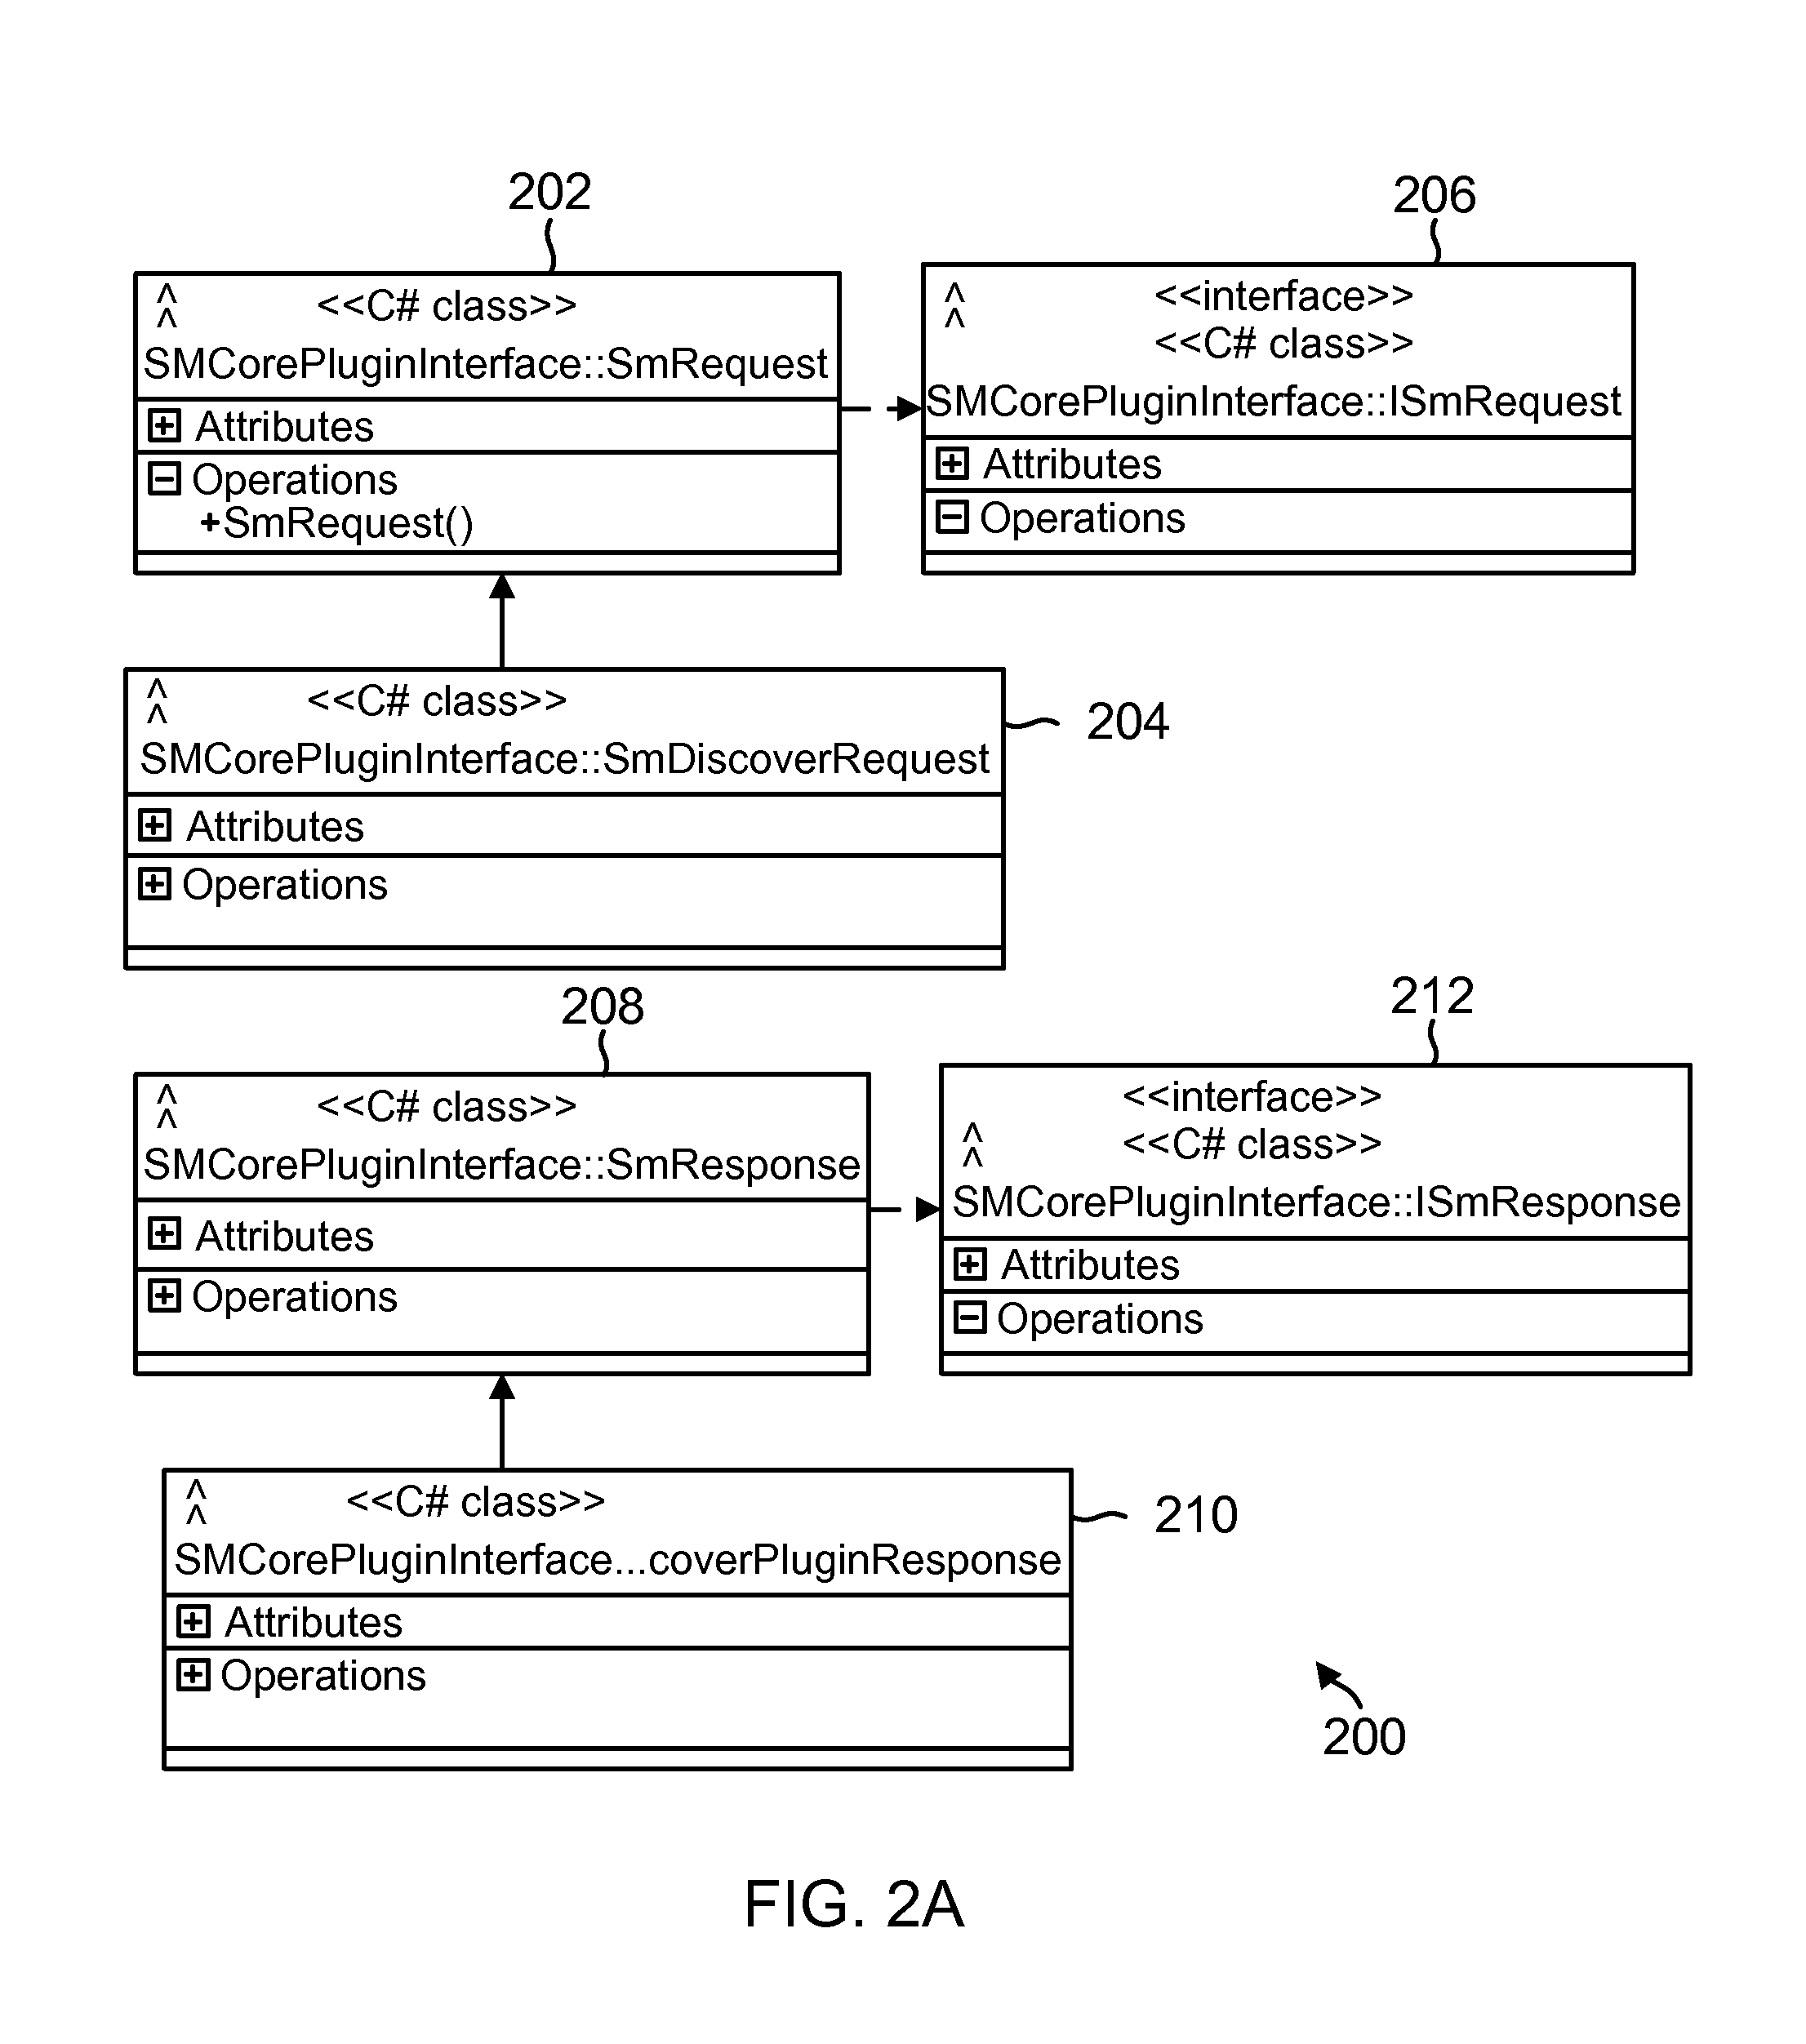 202
<<C# class>>
SMCorePluginInterface::SmRequest
Attributes
Operations
+SmRequest()
206
<<interface>>
<<C# class>>
SMCorePluginInterface::ISmRequest
Attributes
Operations
<<C# class>>
SMCorePluginInterface::SmDiscoverRequest
Attributes
Operations
204
208
<<C# class>>
SMCorePluginInterface::SmResponse
Attributes
Operations
212
<<interface>>
<<C# class>>
SMCorePluginInterface::ISmResponse
Attributes
Operations
<<C# class>>
SMCorePluginInterface...coverPluginResponse
Attributes
Operations
210
200
FIG. 2A